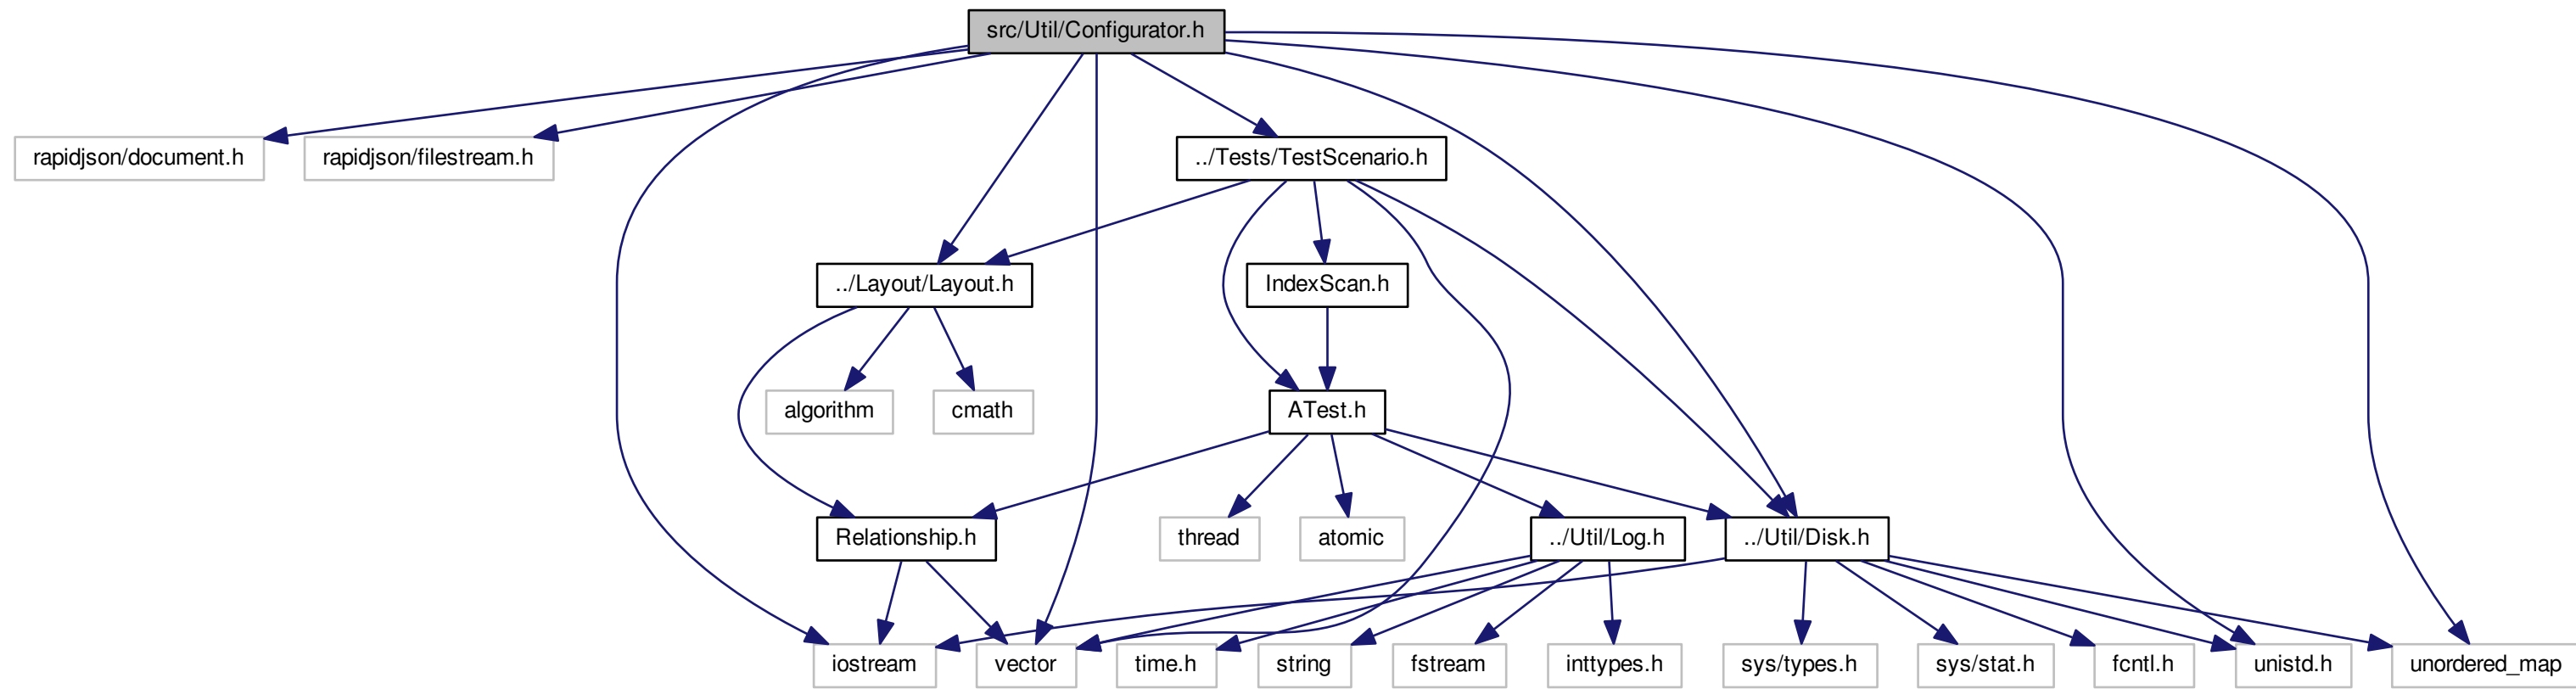 src/Util/Configurator.h
rapidjson/document.h
rapidjson/filestream.h
../Tests/TestScenario.h
../Layout/Layout.h
IndexScan.h
algorithm
cmath
ATest.h
Relationship.h
thread
atomic
../Util/Log.h
../Util/Disk.h
iostream
vector
time.h
string
fstream
inttypes.h
sys/types.h
sys/stat.h
fcntl.h
unistd.h
unordered_map